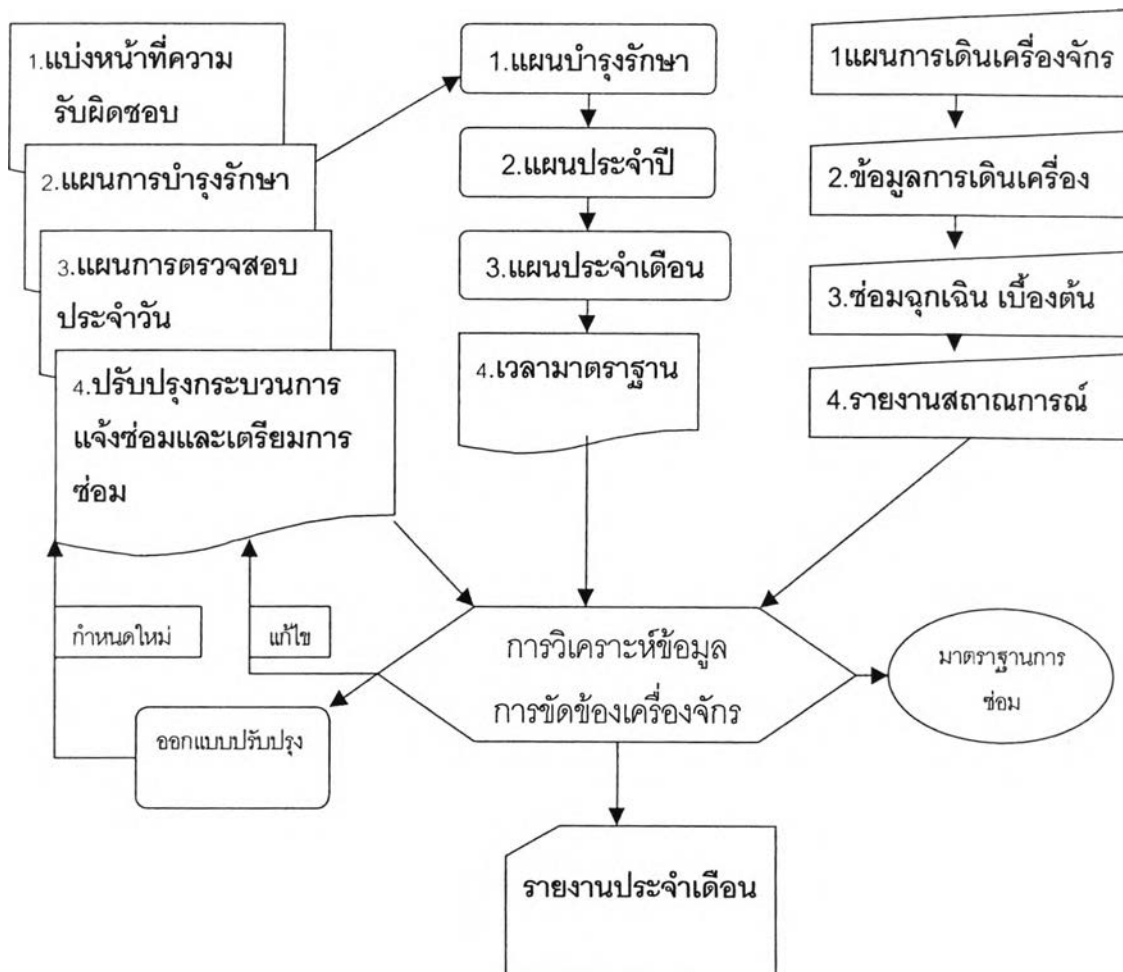 1.แบ่งหน้าที่ความ
รับผิดชอบ
2.แผนการบำรุงรักษา
3.แผนการตรวจสอบ
ประจำวัน
4.ปรับปรุงกระบวนการ
แจ้งซ่อมและเตรียมการ
ซ่อม
1.แผนบำรุงรักษา
2.แผนประจำปี
3.แผนประจำเดือน
4.เวลามาตราฐาน
1แผนการเดินเครื่องจักร
2.ข้อมูลการเดินเครื่อง
3.ซ่อมฉุกเฉิน เบื้องต้น
4.รายงานสถาณการณ์
กำหนดใหม่
แก้ไข
การวิเคราะห์ข้อมูล
การขัดข้องเครื่องจักร
มาตราฐานการ
ซ่อม
ออกแบบปรับปรุง
รายงานประจำเดือน